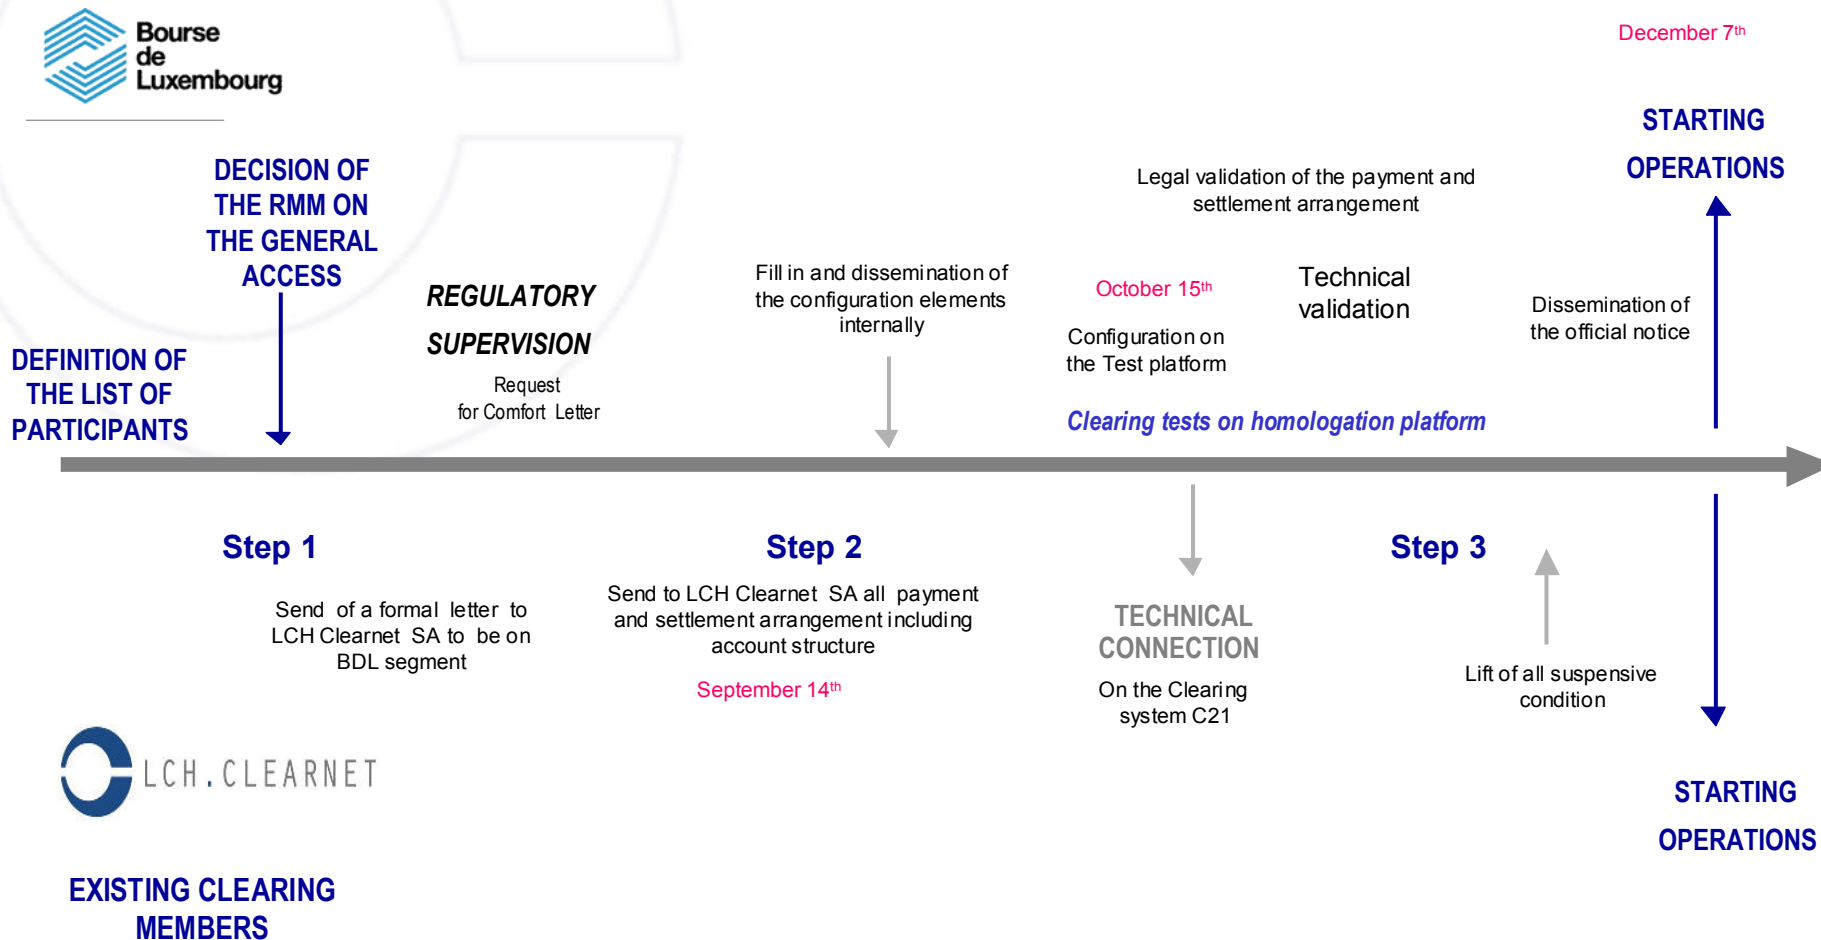 Bourse
de
Luxembourg
December 7th
STARTING
OPERATIONS
DECISION OF
THE RMM ON
THE GENERAL
ACCESS
Legal validation of the payment and
settlement arrangement
REGULATORY
SUPERVISION
Request
for Comfort Letter
Fill in and dissemination of
the configuration elements
internally
October 15th
Configuration on
the Test platform
Technical
validation
Dissemination of
the official notice
DEFINITION OF
THE LIST OF
PARTICIPANTS
Clearing tests on homologation platform
Step 1
Step 2
Step 3
Send of a formal letter to
LCH Clearnet SA to be on
BDL segment
Send to LCH Clearnet SA all payment
and settlement arrangement including
account structure
September 14th
TECHNICAL
CONNECTION
On the Clearing
system C21
Lift of all suspensive
condition
LCH.CLEARNET
STARTING
OPERATIONS
EXISTING CLEARING
MEMBERS